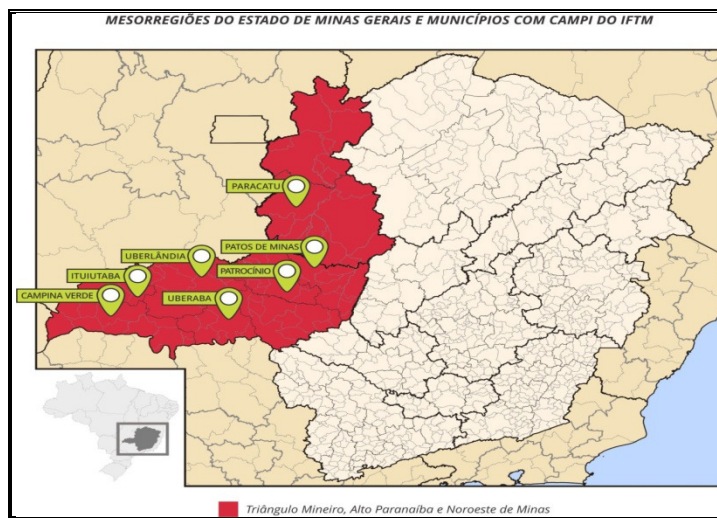 MESORREGIÕES DO ESTADO DE MINAS GERAIS E MUNICÍPIOS COM CAMPI DO IFTM
PARACATU
PATOS DE MINAS
UBERLÂNDIA
PATROCÍNIO
ITUIUTABA
CAMPINA VERDE
UBERABA
Triângulo Mineiro, Alto Paranaíba e Noroeste de Minas